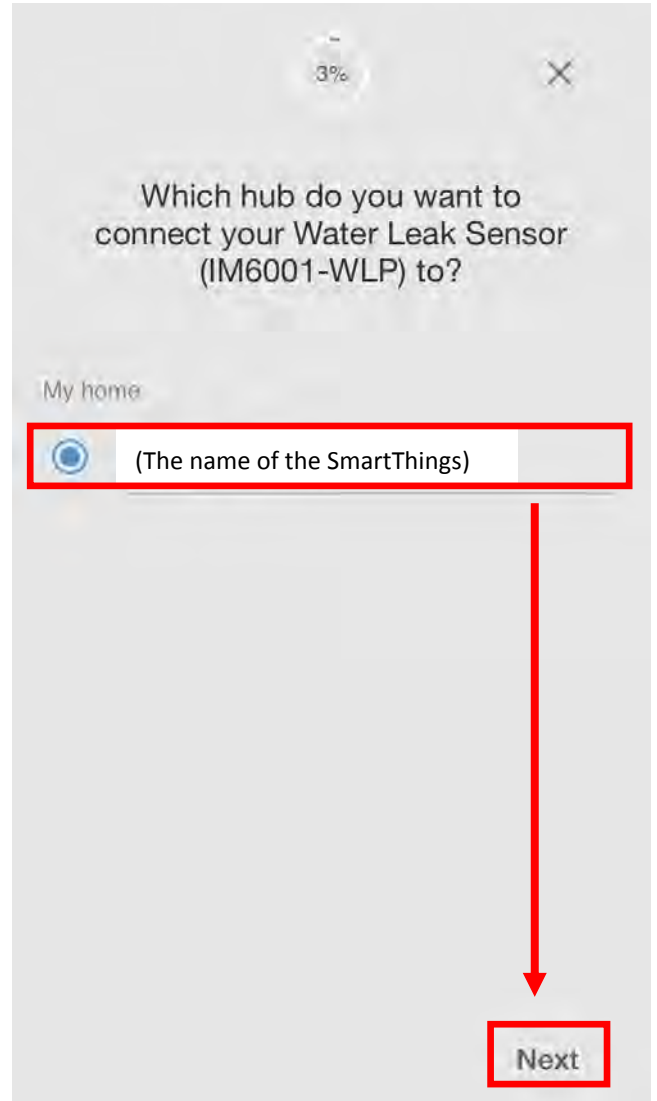 3%
Which hub do you want to
connect your Water Leak Sensor
(IM6001-WLP) to?
My home
(The name of the SmartThings)
Next